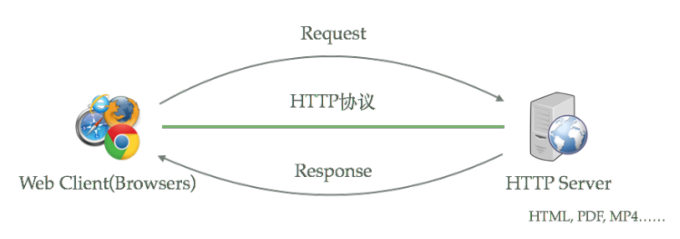 Request
HTTP协议
Response
Web Client(Browsers)
HTTP Server
HTML, PDF, MP4……